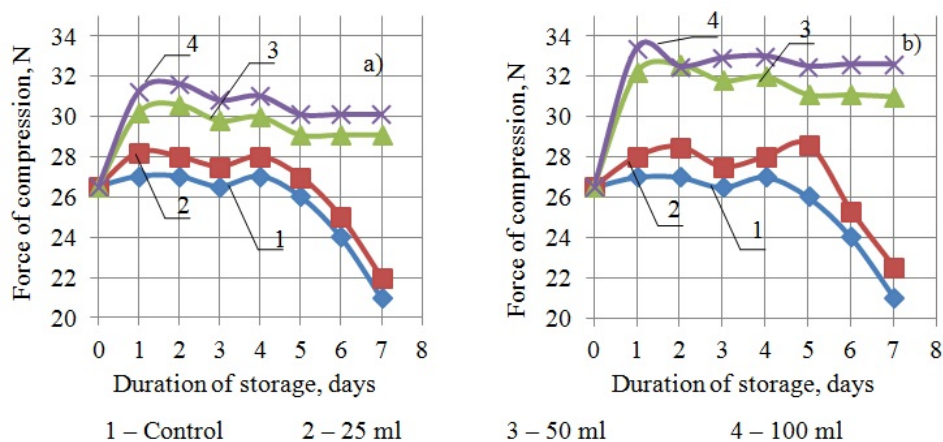 Force of compression, N
34
32
30
28
26
24
22
20
0 1 2 3 4 5 6 7 8
Duration of storage, days
4
3
a)
2
1
Force of compression, N
34
32
30
28
26
24
22
20
0 1 2 3 4 5 6 7 8
Duration of storage, days
4
3
b)
2
1
1 – Control 2 – 25 ml 3 – 50 ml 4 – 100 ml